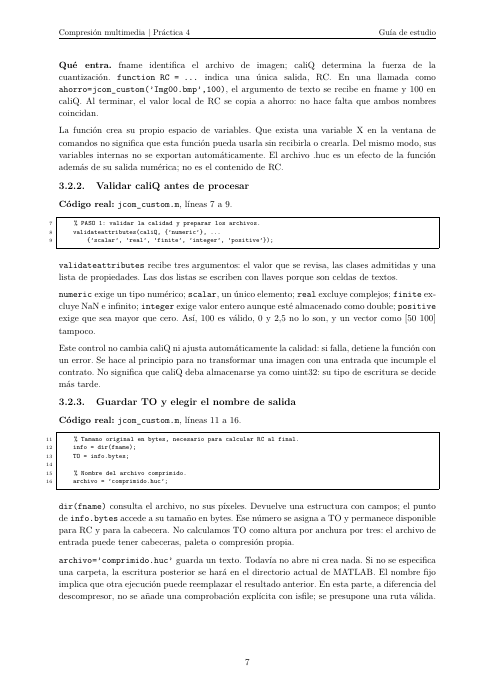 Compresión multimedia | Práctica 4 Guía de estudio
Qué entra. fname identifica el archivo de imagen; caliQ determina la fuerza de la
cuantización. function RC = ... indica una única salida, RC. En una llamada como
ahorro=jcom_custom('Img00.bmp',100), el argumento de texto se recibe en fname y 100 en
caliQ. Al terminar, el valor local de RC se copia a ahorro: no hace falta que ambos nombres
coincidan.
La función crea su propio espacio de variables. Que exista una variable X en la ventana de
comandos no significa que esta función pueda usarla sin recibirla o crearla. Del mismo modo, sus
variables internas no se exportan automáticamente. El archivo .huc es un efecto de la función
además de su salida numérica; no es el contenido de RC.
3.2.2. Validar caliQ antes de procesar
Código real: jcom_custom.m, líneas 7 a 9.
7 % PASO 1: validar la calidad y preparar los archivos.
8 validateattributes(caliQ, {'numeric'}, ...
9 {'scalar', 'real', 'finite', 'integer', 'positive'});
validateattributes recibe tres argumentos: el valor que se revisa, las clases admitidas y una
lista de propiedades. Las dos listas se escriben con llaves porque son celdas de textos.
numeric exige un tipo numérico; scalar, un único elemento; real excluye complejos; finite ex-
cluye NaN e infinito; integer exige valor entero aunque esté almacenado como double; positive
exige que sea mayor que cero. Así, 100 es válido, 0 y 2,5 no lo son, y un vector como [50 100]
tampoco.
Este control no cambia caliQ ni ajusta automáticamente la calidad: si falla, detiene la función con
un error. Se hace al principio para no transformar una imagen con una entrada que incumple el
contrato. No significa que caliQ deba almacenarse ya como uint32: su tipo de escritura se decide
más tarde.
3.2.3. Guardar TO y elegir el nombre de salida
Código real: jcom_custom.m, líneas 11 a 16.
11 % Tamano original en bytes, necesario para calcular RC al final.
12 info = dir(fname);
13 TO = info.bytes;
14
15 % Nombre del archivo comprimido.
16 archivo = 'comprimido.huc';
dir(fname) consulta el archivo, no sus píxeles. Devuelve una estructura con campos; el punto
de info.bytes accede a su tamaño en bytes. Ese número se asigna a TO y permanece disponible
para RC y para la cabecera. No calculamos TO como altura por anchura por tres: el archivo de
entrada puede tener cabeceras, paleta o compresión propia.
archivo='comprimido.huc' guarda un texto. Todavía no abre ni crea nada. Si no se especifica
una carpeta, la escritura posterior se hará en el directorio actual de MATLAB. El nombre fijo
implica que otra ejecución puede reemplazar el resultado anterior. En esta parte, a diferencia del
descompresor, no se añade una comprobación explícita con isfile; se presupone una ruta válida.
7